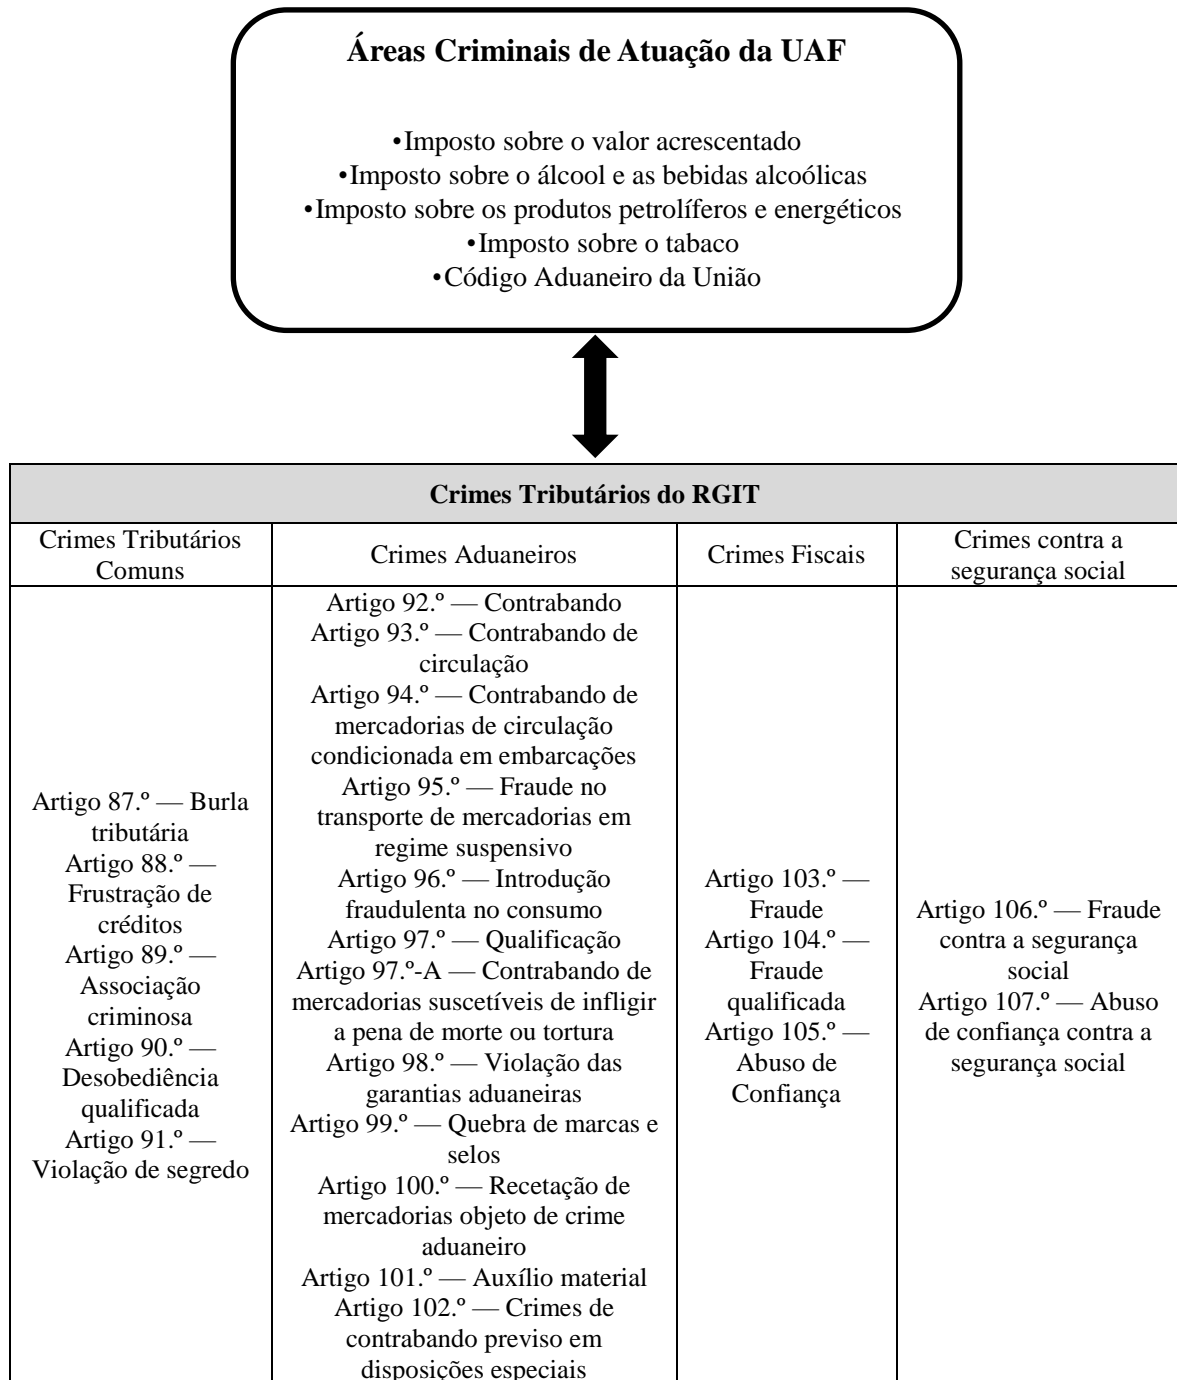 Áreas Criminais de Atuação da UAF
•Imposto sobre o valor acrescentado
•Imposto sobre o álcool e as bebidas alcoólicas
•Imposto sobre os produtos petrolíferos e energéticos
•Imposto sobre o tabaco
•Código Aduaneiro da União
Crimes Tributários do RGIT
Crimes Tributários
Comuns
Crimes Aduaneiros
Crimes Fiscais
Crimes contra a
segurança social
Artigo 87.º — Burla
tributária
Artigo 88.º —
Frustração de
créditos
Artigo 89.º —
Associação
criminosa
Artigo 90.º —
Desobediência
qualificada
Artigo 91.º —
Violação de segredo
Artigo 92.º — Contrabando
Artigo 93.º — Contrabando de
circulação
Artigo 94.º — Contrabando de
mercadorias de circulação
condicionada em embarcações
Artigo 95.º — Fraude no
transporte de mercadorias em
regime suspensivo
Artigo 96.º — Introdução
fraudulenta no consumo
Artigo 97.º — Qualificação
Artigo 97.º-A — Contrabando de
mercadorias suscetíveis de infligir
a pena de morte ou tortura
Artigo 98.º — Violação das
garantias aduaneiras
Artigo 99.º — Quebra de marcas e
selos
Artigo 100.º — Recetação de
mercadorias objeto de crime
aduaneiro
Artigo 101.º — Auxílio material
Artigo 102.º — Crimes de
contrabando previso em
disposições especiais
Artigo 103.º —
Fraude
Artigo 104.º —
Fraude
qualificada
Artigo 105.º —
Abuso de
Confiança
Artigo 106.º — Fraude
contra a segurança
social
Artigo 107.º — Abuso
de confiança contra a
segurança social